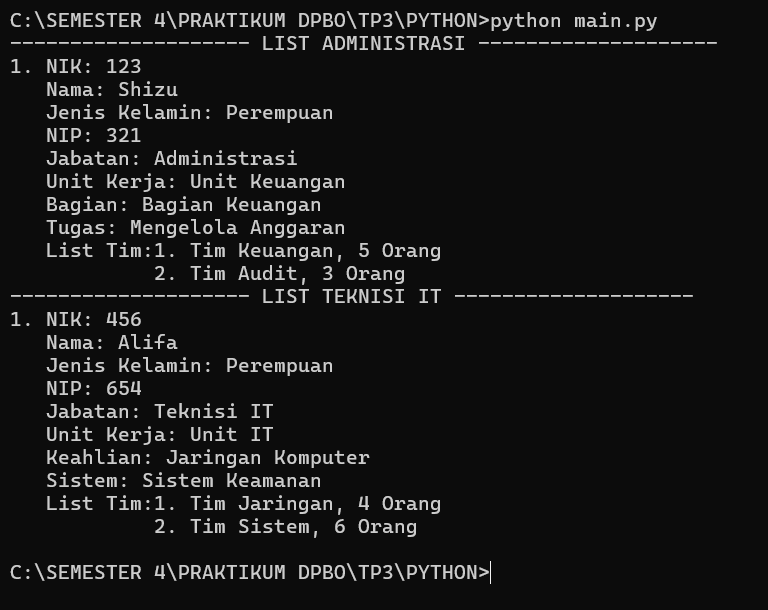 C:\SEMESTER 4\PRAKTIKUM DPBO\TP3\PYTHON>python main.py
-------------------- LIST ADMINISTRASI --------------------
1. NIK: 123
   Nama: Shizu
   Jenis Kelamin: Perempuan
   NIP: 321
   Jabatan: Administrasi
   Unit Kerja: Unit Keuangan
   Bagian: Bagian Keuangan
   Tugas: Mengelola Anggaran
   List Tim:1. Tim Keuangan, 5 Orang
            2. Tim Audit, 3 Orang
-------------------- LIST TEKNISI IT --------------------
1. NIK: 456
   Nama: Alifa
   Jenis Kelamin: Perempuan
   NIP: 654
   Jabatan: Teknisi IT
   Unit Kerja: Unit IT
   Keahlian: Jaringan Komputer
   Sistem: Sistem Keamanan
   List Tim:1. Tim Jaringan, 4 Orang
            2. Tim Sistem, 6 Orang

C:\SEMESTER 4\PRAKTIKUM DPBO\TP3\PYTHON>